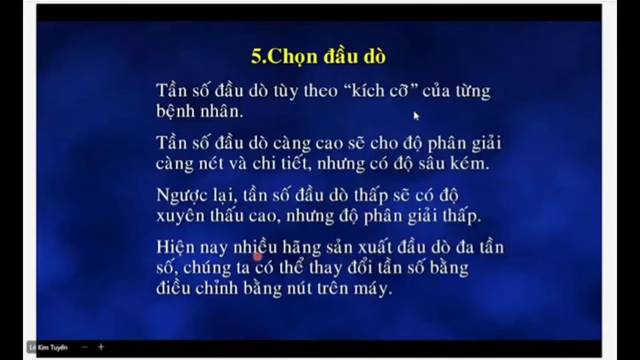 5.Chọn đầu dò
Tần số đầu dò tùy theo “kích cỡ” của từng
bệnh nhân.
Tần số đầu dò càng cao sẽ cho độ phân giải
càng nét và chi tiết, nhưng có độ sâu kém.
Ngược lại, tần số đầu dò thấp sẽ có độ
xuyên thấu cao, nhưng độ phân giải thấp.
Hiện nay nhiều hãng sản xuất đầu dò đa tần
số, chúng ta có thể thay đổi tần số bằng
điều chỉnh bằng nút trên máy.
Lê Kim Tuyến